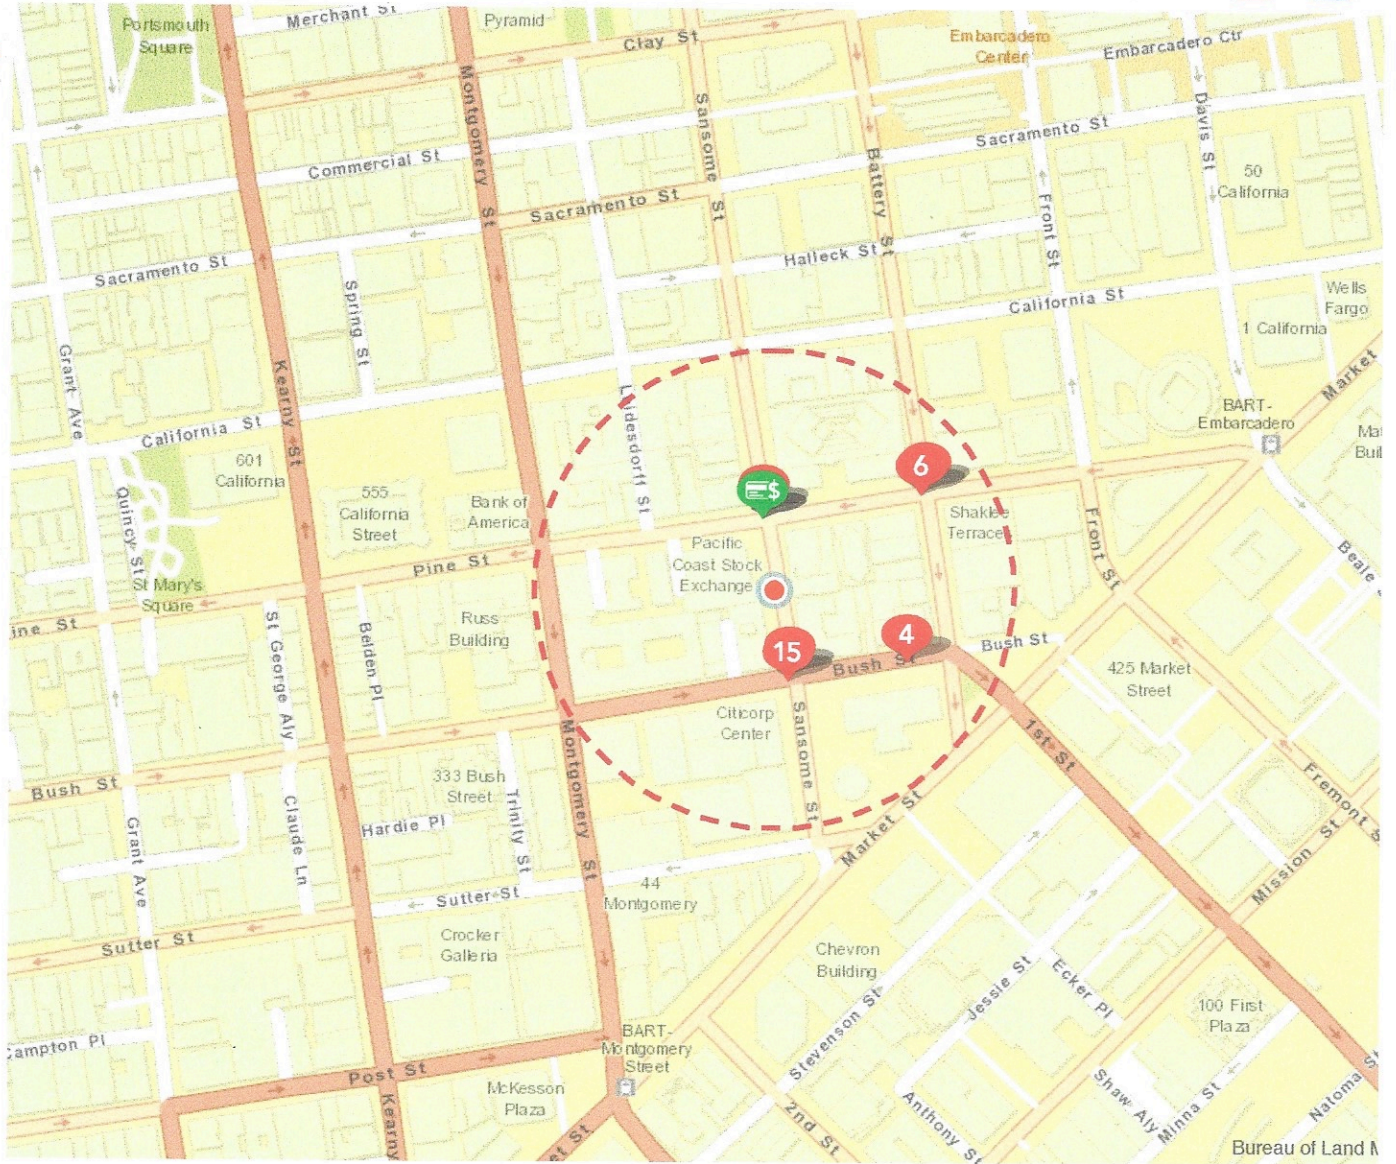 Portsmouth
Square
Merchant St
Pyramid
Clay St
Embarcadero
Center
Embarcadero Ctr
Montgomery St
Sansome St
Battery St
Davis St
Sacramento St
50
California
Commercial St
Front St
Sacramento St
Halleck St
Sacramento St
Spring St
California St
Wells
Fargo
1 California
Grant Ave
Kearny St
Leidesdorff St
Market
BART-
Embarcadero
California St
601
California
555
California
Street
Bank of
America
$
6
Shaklee
Terrace
Quincy St
Front St
Pacific
Coast Stock
Exchange
Pine St
St Mary's
Square
Beale
ine St
St George Aly
Belden Pl
Russ
Building
15
4
Bush St
Bush St
425 Market
Street
Citicorp
Center
Sansome St
Montgomery St
1st St
Bush St
333 Bush
Street
Trinity St
Hardie Pl
Claude Ln
Grant Ave
Market St
Fremont S
Mission St
44
Montgomery
Sutter St
Sutter St
Crocker
Galleria
Chevron
Building
Stevenson St
Jessie St
Ecker Pl
100 First
Plaza
Campton Pl
BART-
Montgomery
Street
Post St
McKesson
Plaza
Kearny
2nd St
Anthony St
Shaw Aly
Minna St
Natoma St
et St
Bureau of Land M